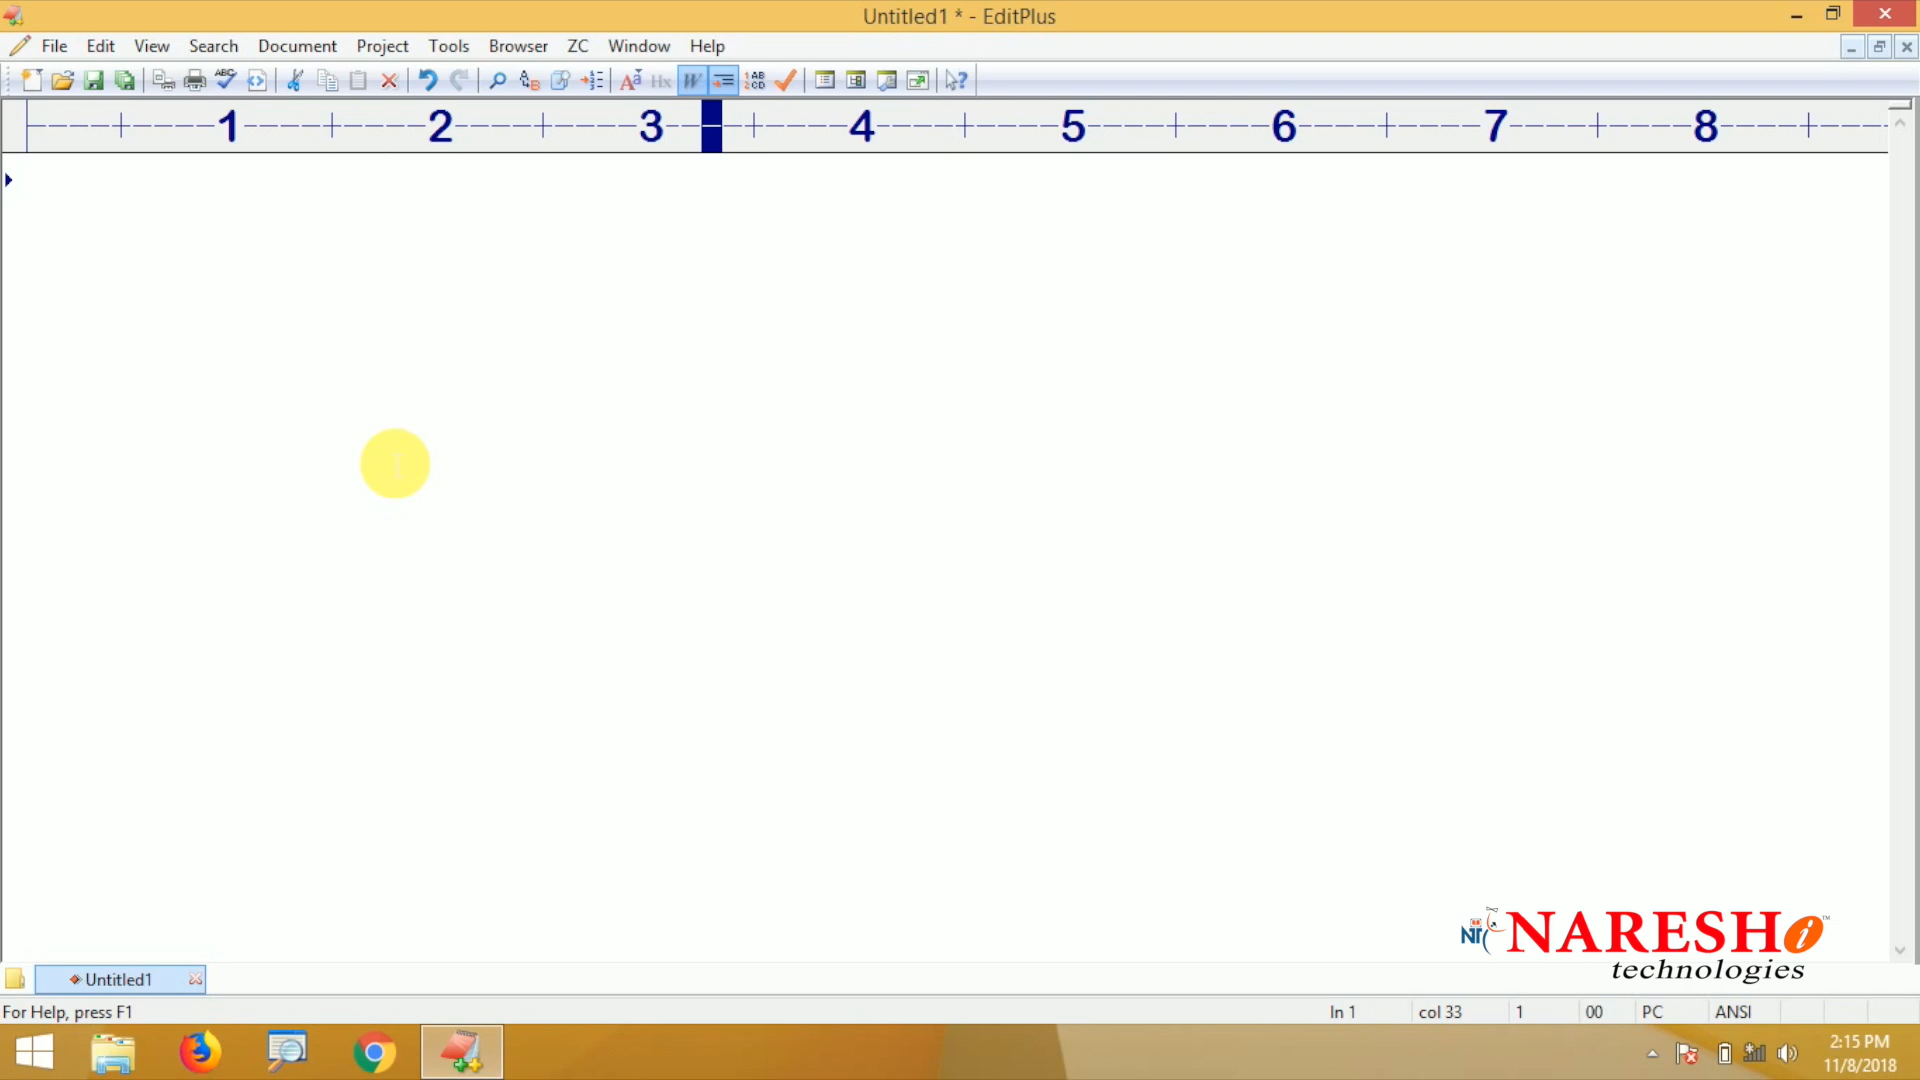 Untitled1 * - EditPlus
File Edit View Search Document Project Tools Browser ZC Window Help
1 2 3 4 5 6 7 8
NARESH i ™
technologies
Untitled1
For Help, press F1 ln 1 col 33 1 00 PC ANSI
2:15 PM
11/8/2018